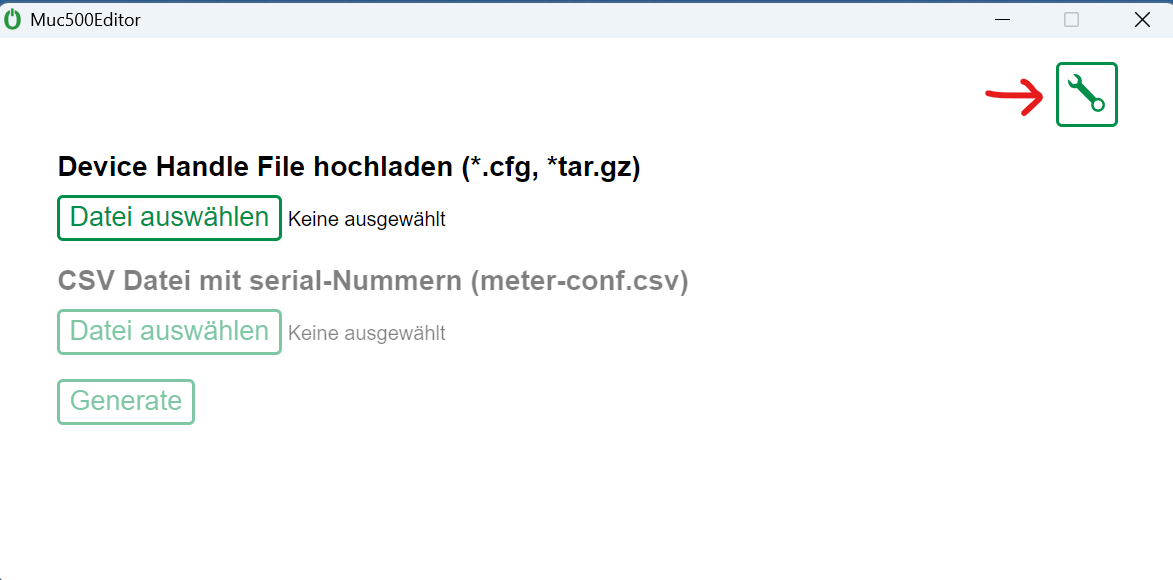 Muc500Editor
Device Handle File hochladen (*.cfg, *tar.gz)
Datei auswählen Keine ausgewählt
CSV Datei mit serial-Nummern (meter-conf.csv)
Datei auswählen Keine ausgewählt
Generate